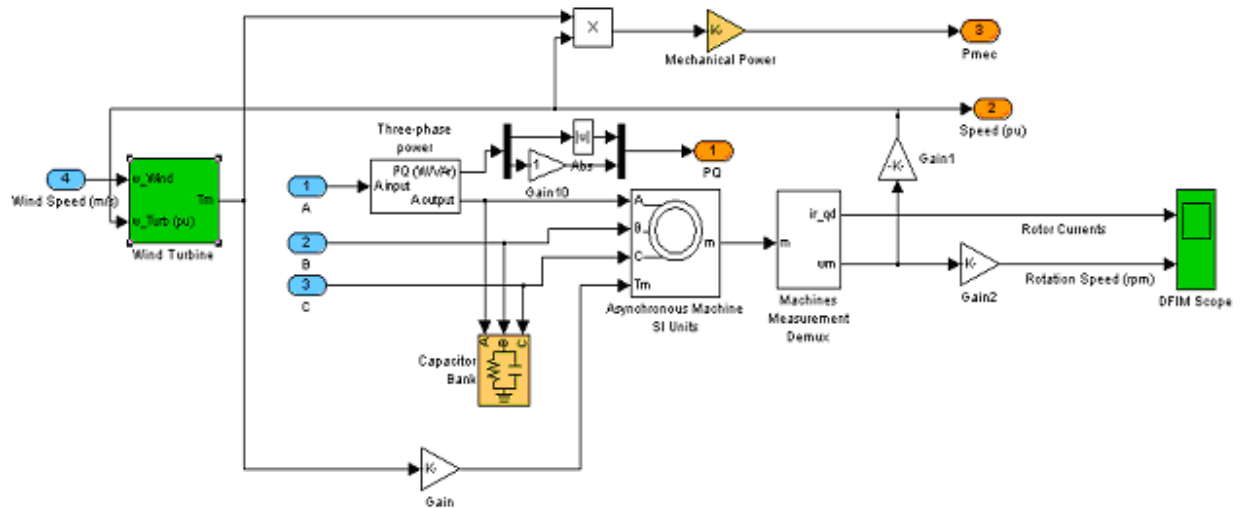 X
K-
Mechanical Power
3
Pmec
2
Speed (pu)
Three-phase
power
PQ (W/VAr)
A input
A output
|u|
Abs
1
Gain10
1
PQ
-K-
Gain1
4
Wind Speed (m/s)
w_Wind
w_Turb (pu)
Tm
Wind Turbine
1
A
2
B
3
C
A
B
C
Tm
m
Asynchronous Machine
SI Units
m
ir_qd
wm
Machines
Measurement
Demux
Rotor Currents
K-
Gain2
Rotation Speed (rpm)
DFIM Scope
A
B
C
Capacitor
Bank
K-
Gain